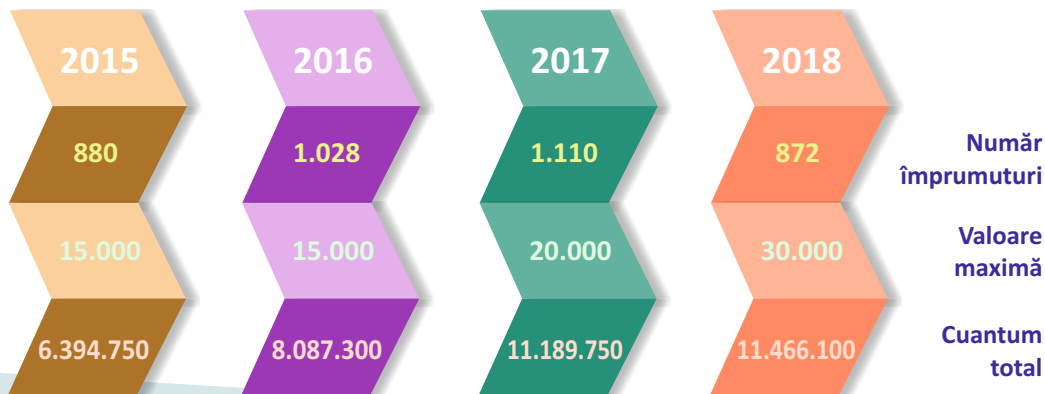 2015 2016 2017 2018
880 1.028 1.110 872 Număr
împrumuturi
15.000 15.000 20.000 30.000 Valoare
maximă
6.394.750 8.087.300 11.189.750 11.466.100 Cuantum
total